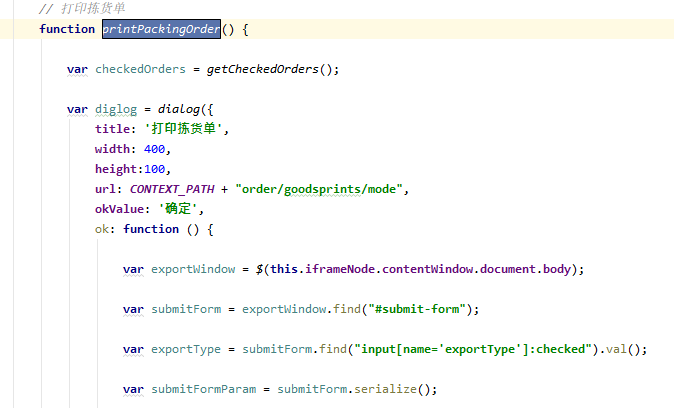 // 打印拣货单
function printPackingOrder() {
var checkedOrders = getCheckedOrders();
var diglog = dialog({
title: '打印拣货单',
width: 400,
height:100,
url: CONTEXT_PATH + "order/goodsprints/mode",
okValue: '确定',
ok: function () {
var exportWindow = $(this.iframeNode.contentWindow.document.body);
var submitForm = exportWindow.find("#submit-form");
var exportType = submitForm.find("input[name='exportType']:checked").val();
var submitFormParam = submitForm.serialize();